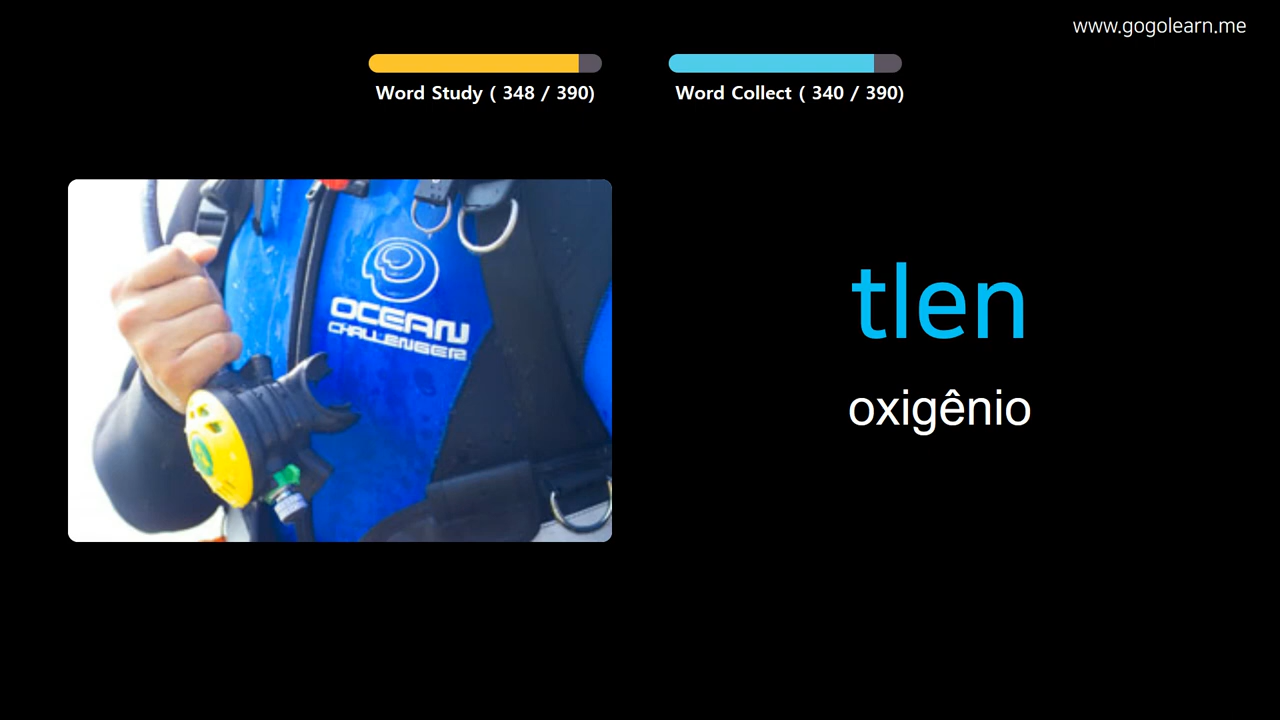 www.gogolearn.me
Word Study ( 348 / 390)
Word Collect ( 340 / 390)
OCEAN
CHALLENGER
tlen
oxigênio